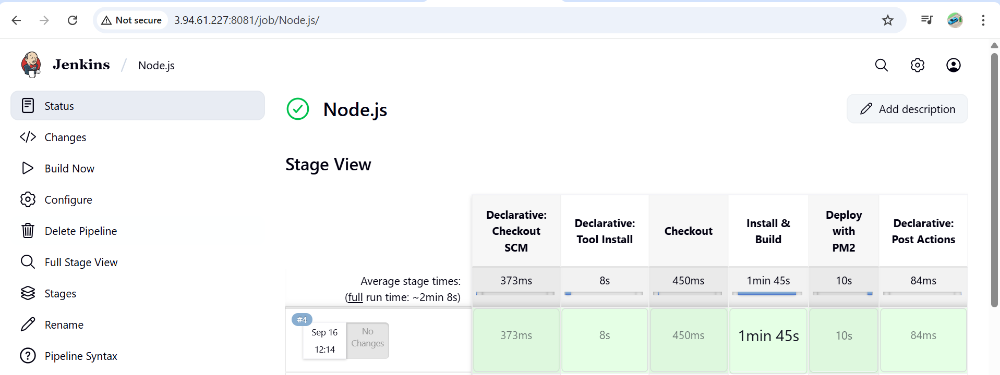 Not secure
3.94.61.227:8081/job/Node.js/
Jenkins / Node.js
Status
Changes
Build Now
Configure
Delete Pipeline
Full Stage View
Stages
Rename
Pipeline Syntax
Node.js
Add description
Stage View
Declarative:
Checkout
SCM
Declarative:
Tool Install
Checkout
Install &
Build
Deploy
with
PM2
Declarative:
Post Actions
Average stage times:
(full run time: ~2min 8s)
373ms
8s
450ms
1min 45s
10s
84ms
#4
Sep 16
12:14
No
Changes
373ms
8s
450ms
1min 45s
10s
84ms